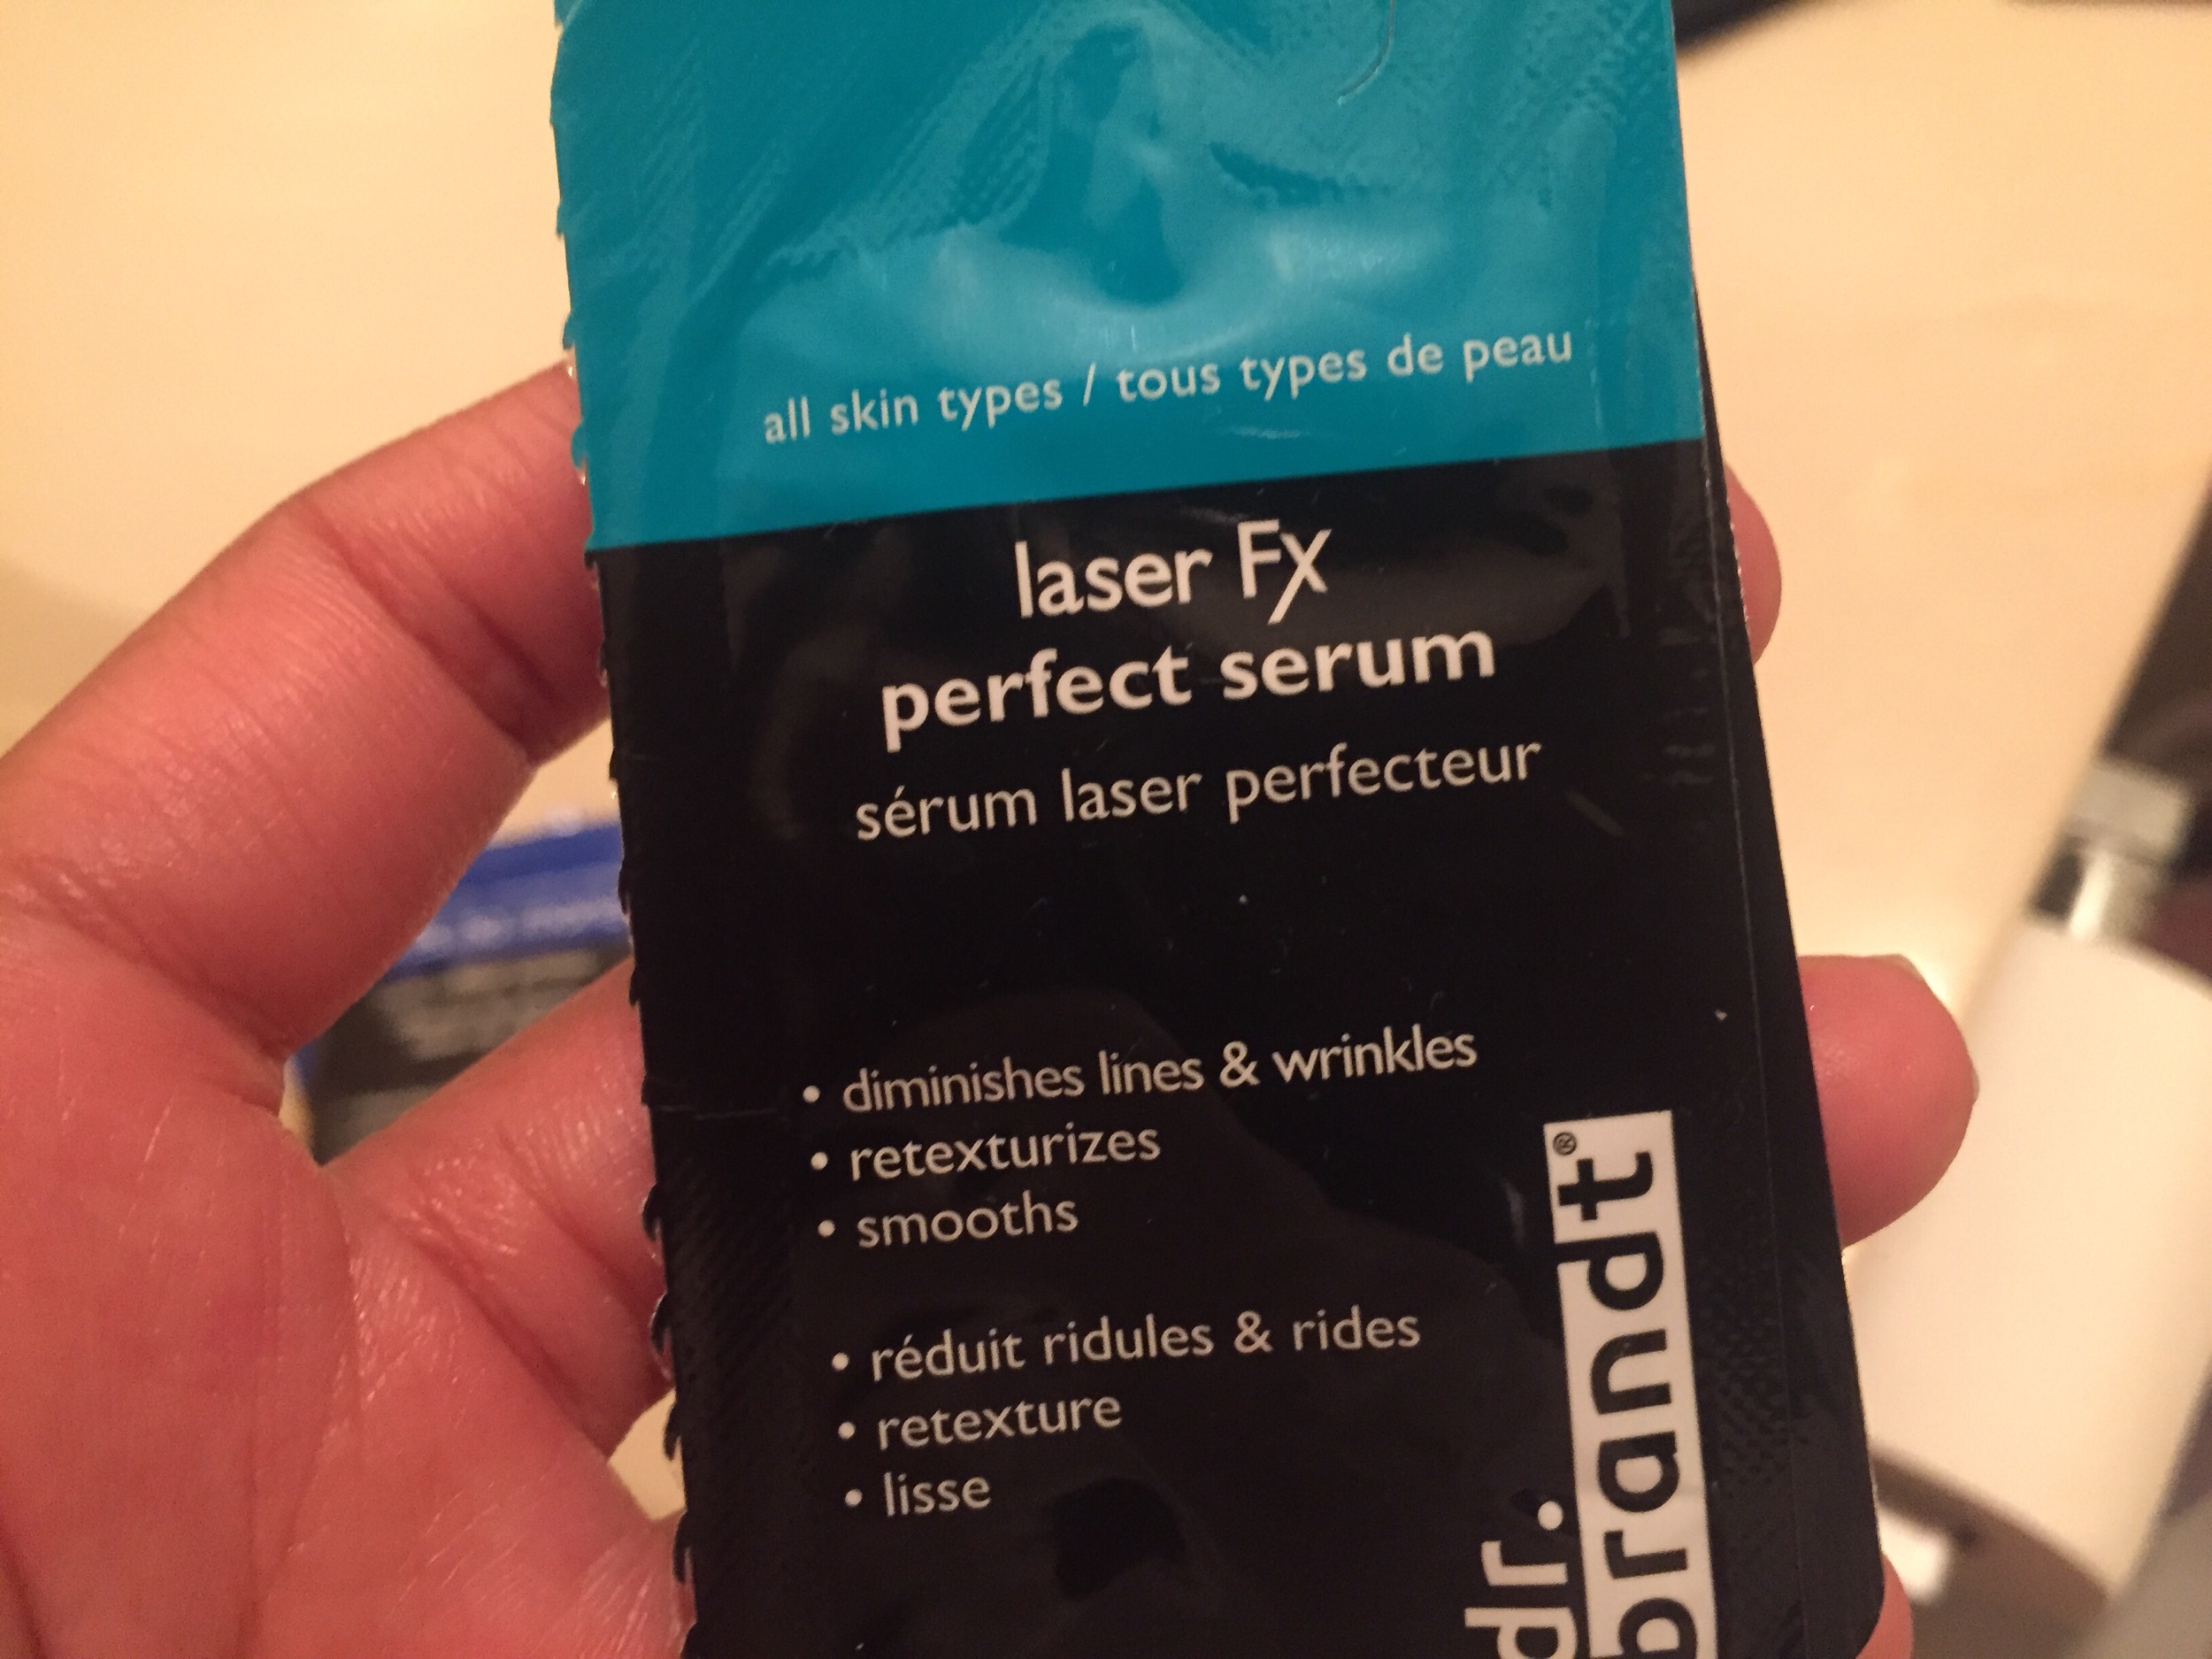 all skin types / tous types de peau
laser Fx
perfect serum
sérum laser perfecteur
• diminishes lines & wrinkles
• retexturizes
• smooths
• réduit ridules & rides
• retexture
• lisse
dr.
brandt®